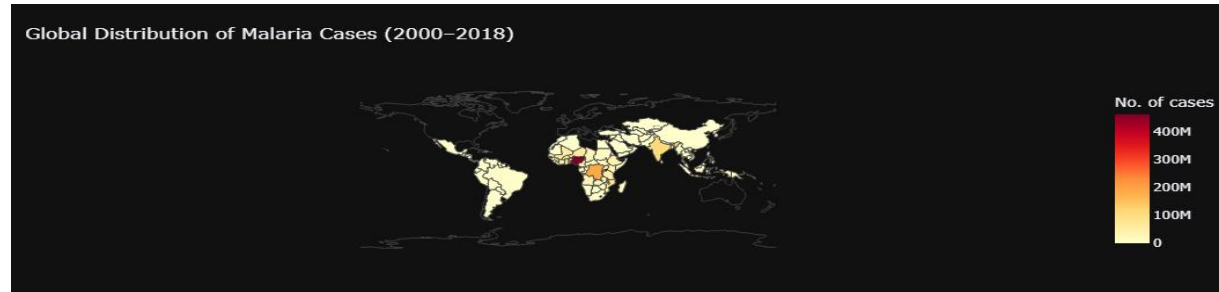 Global Distribution of Malaria Cases (2000–2018)
No. of cases
400M
300M
200M
100M
0